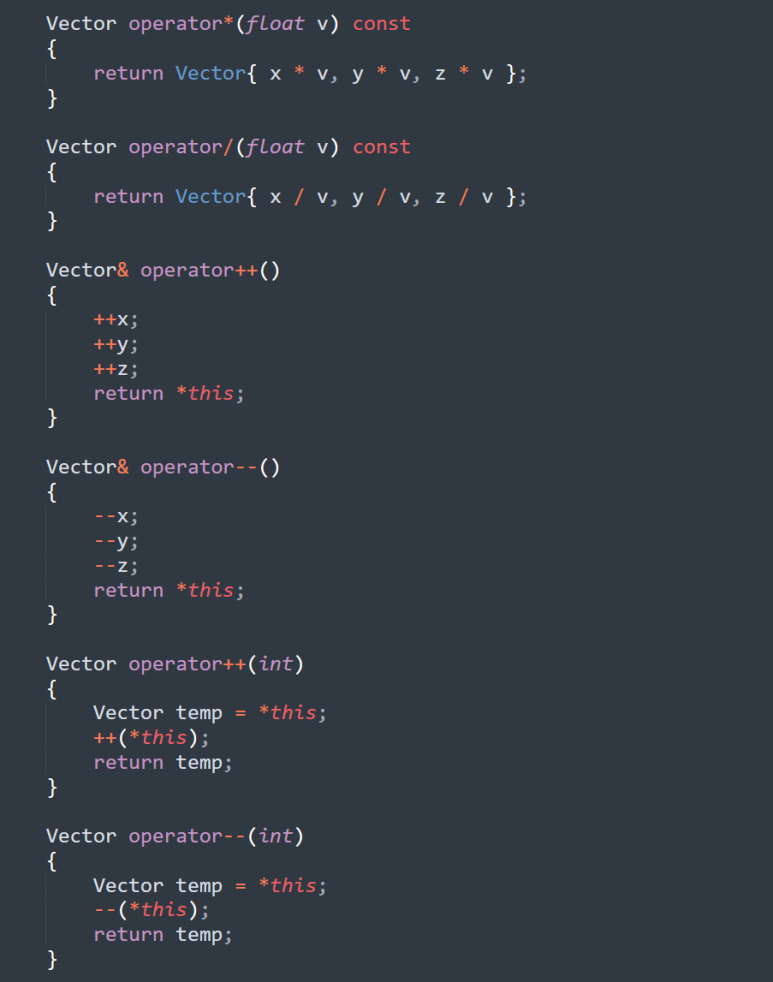 Vector operator*(float v) const
{
    return Vector{ x * v, y * v, z * v };
}

Vector operator/(float v) const
{
    return Vector{ x / v, y / v, z / v };
}

Vector& operator++()
{
    ++x;
    ++y;
    ++z;
    return *this;
}

Vector& operator--()
{
    --x;
    --y;
    --z;
    return *this;
}

Vector operator++(int)
{
    Vector temp = *this;
    ++(*this);
    return temp;
}

Vector operator--(int)
{
    Vector temp = *this;
    --(*this);
    return temp;
}